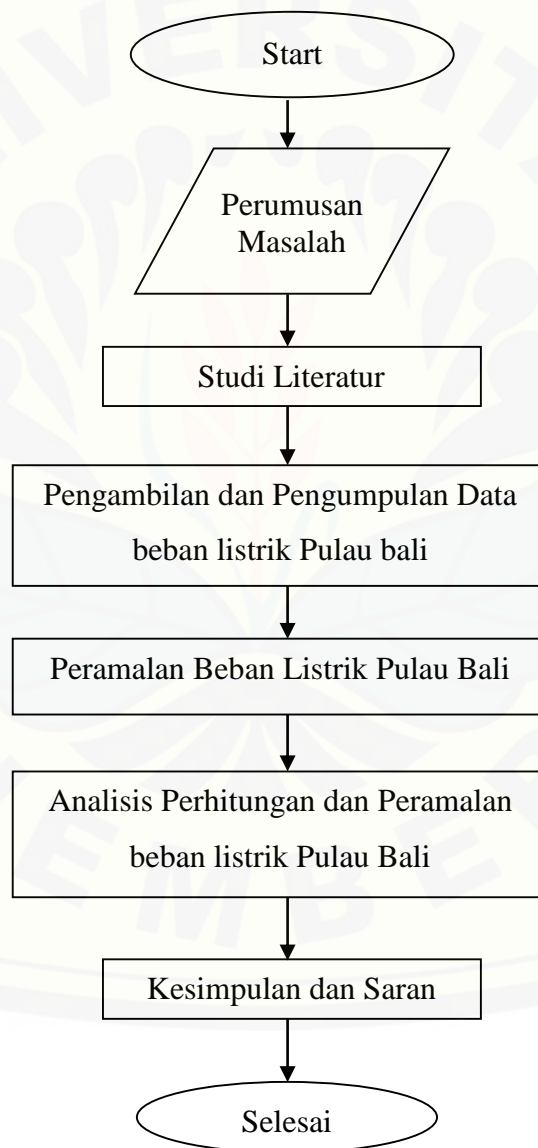 Start
Perumusan
Masalah
Studi Literatur
Pengambilan dan Pengumpulan Data
beban listrik Pulau bali
Peramalan Beban Listrik Pulau Bali
Analisis Perhitungan dan Peramalan
beban listrik Pulau Bali
Kesimpulan dan Saran
Selesai